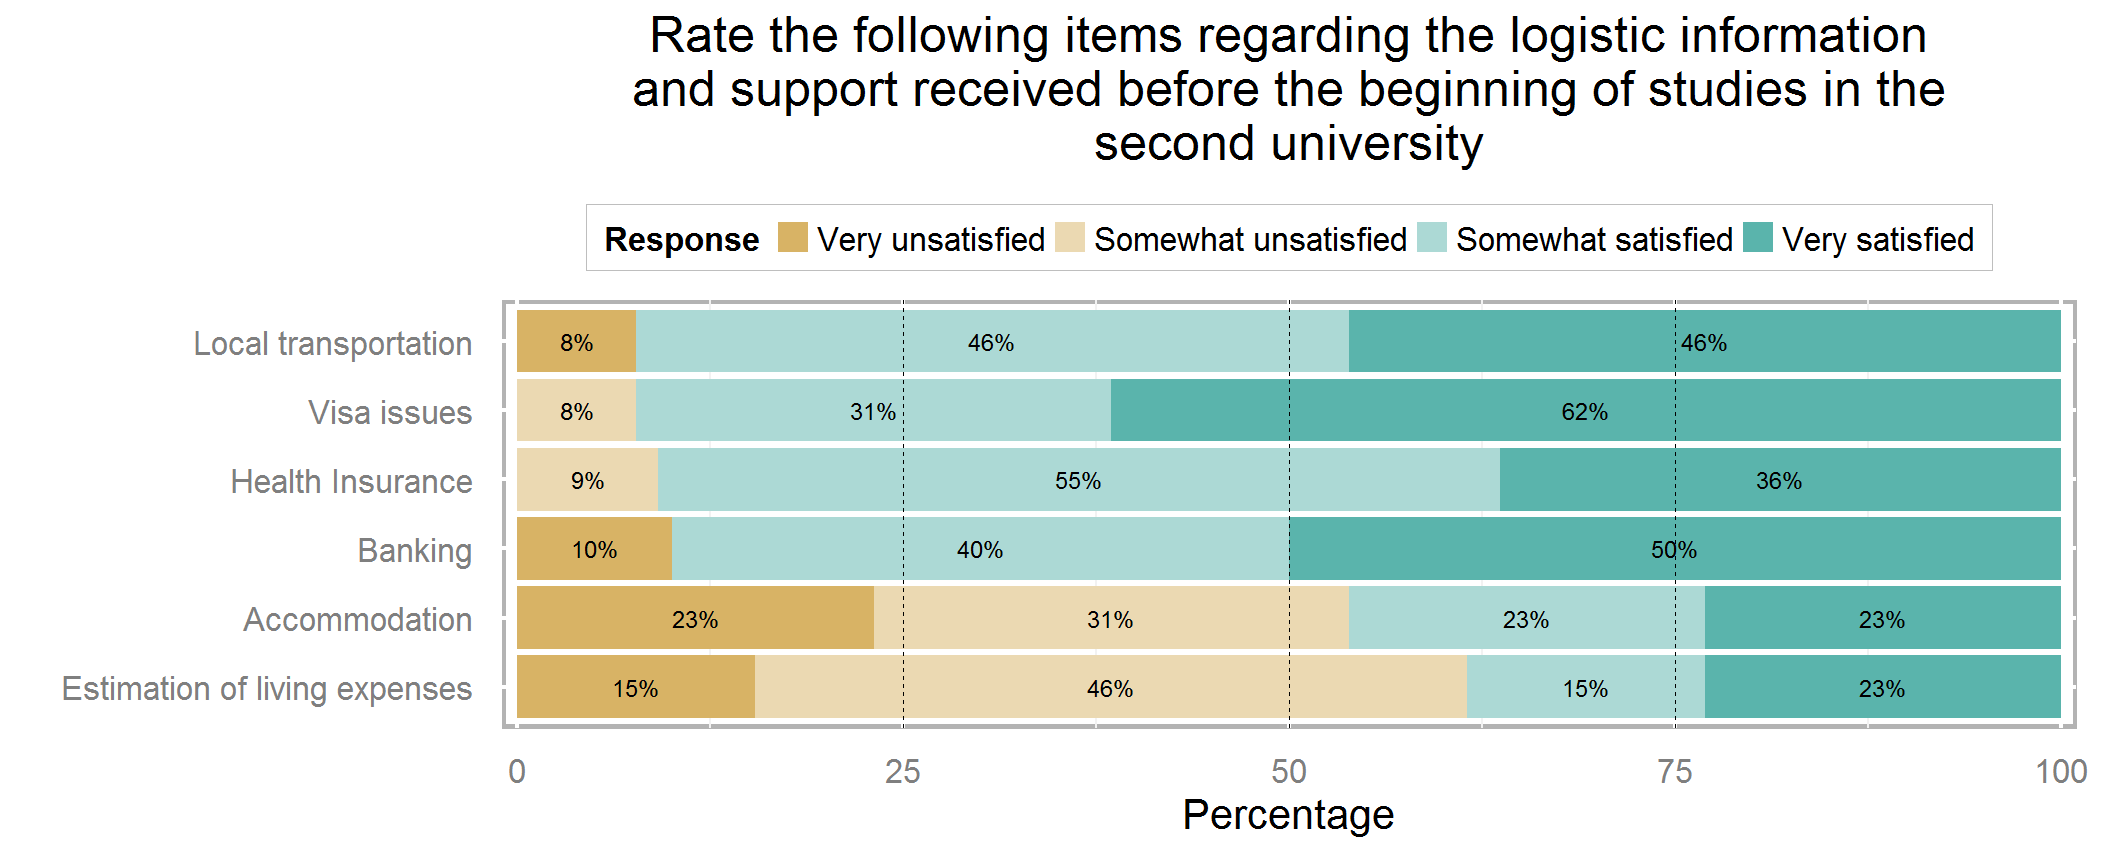 Rate the following items regarding the logistic information
and support received before the beginning of studies in the
second university
Response Very unsatisfied Somewhat unsatisfied Somewhat satisfied Very satisfied
Local transportation 8% 46% 46%
Visa issues 8% 31% 62%
Health Insurance 9% 55% 36%
Banking 10% 40% 50%
Accommodation 23% 31% 23% 23%
Estimation of living expenses 15% 46% 15% 23%
0 25 50 75 100
Percentage